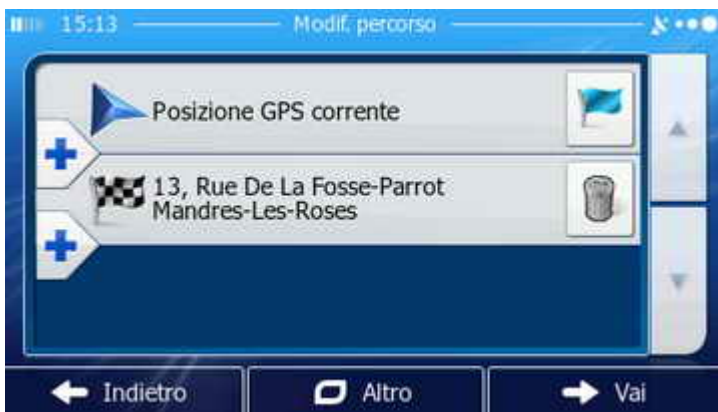 15:13 Modif. percorso
Posizione GPS corrente
13, Rue De La Fosse-Parrot
Mandres-Les-Roses
Indietro Altro Vai